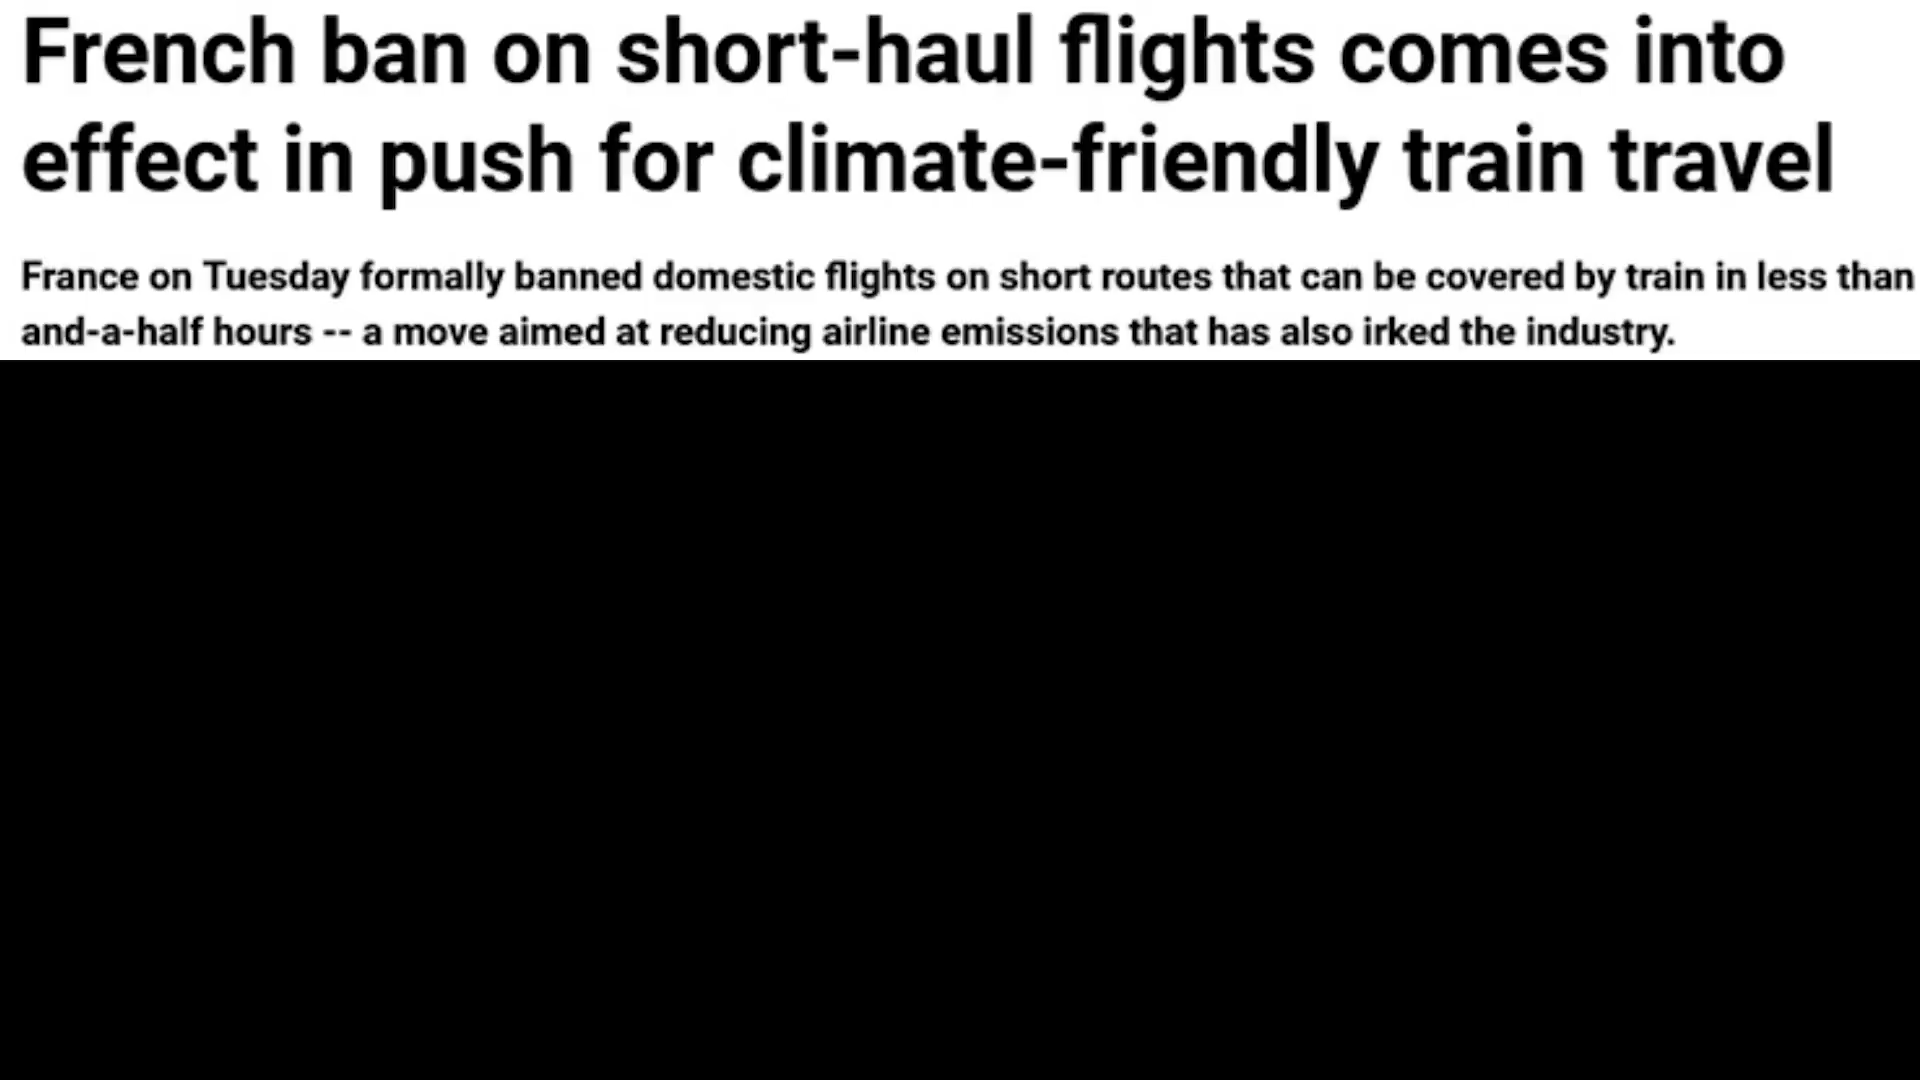 French ban on short-haul flights comes into
effect in push for climate-friendly train travel
France on Tuesday formally banned domestic flights on short routes that can be covered by train in less than
and-a-half hours -- a move aimed at reducing airline emissions that has also irked the industry.